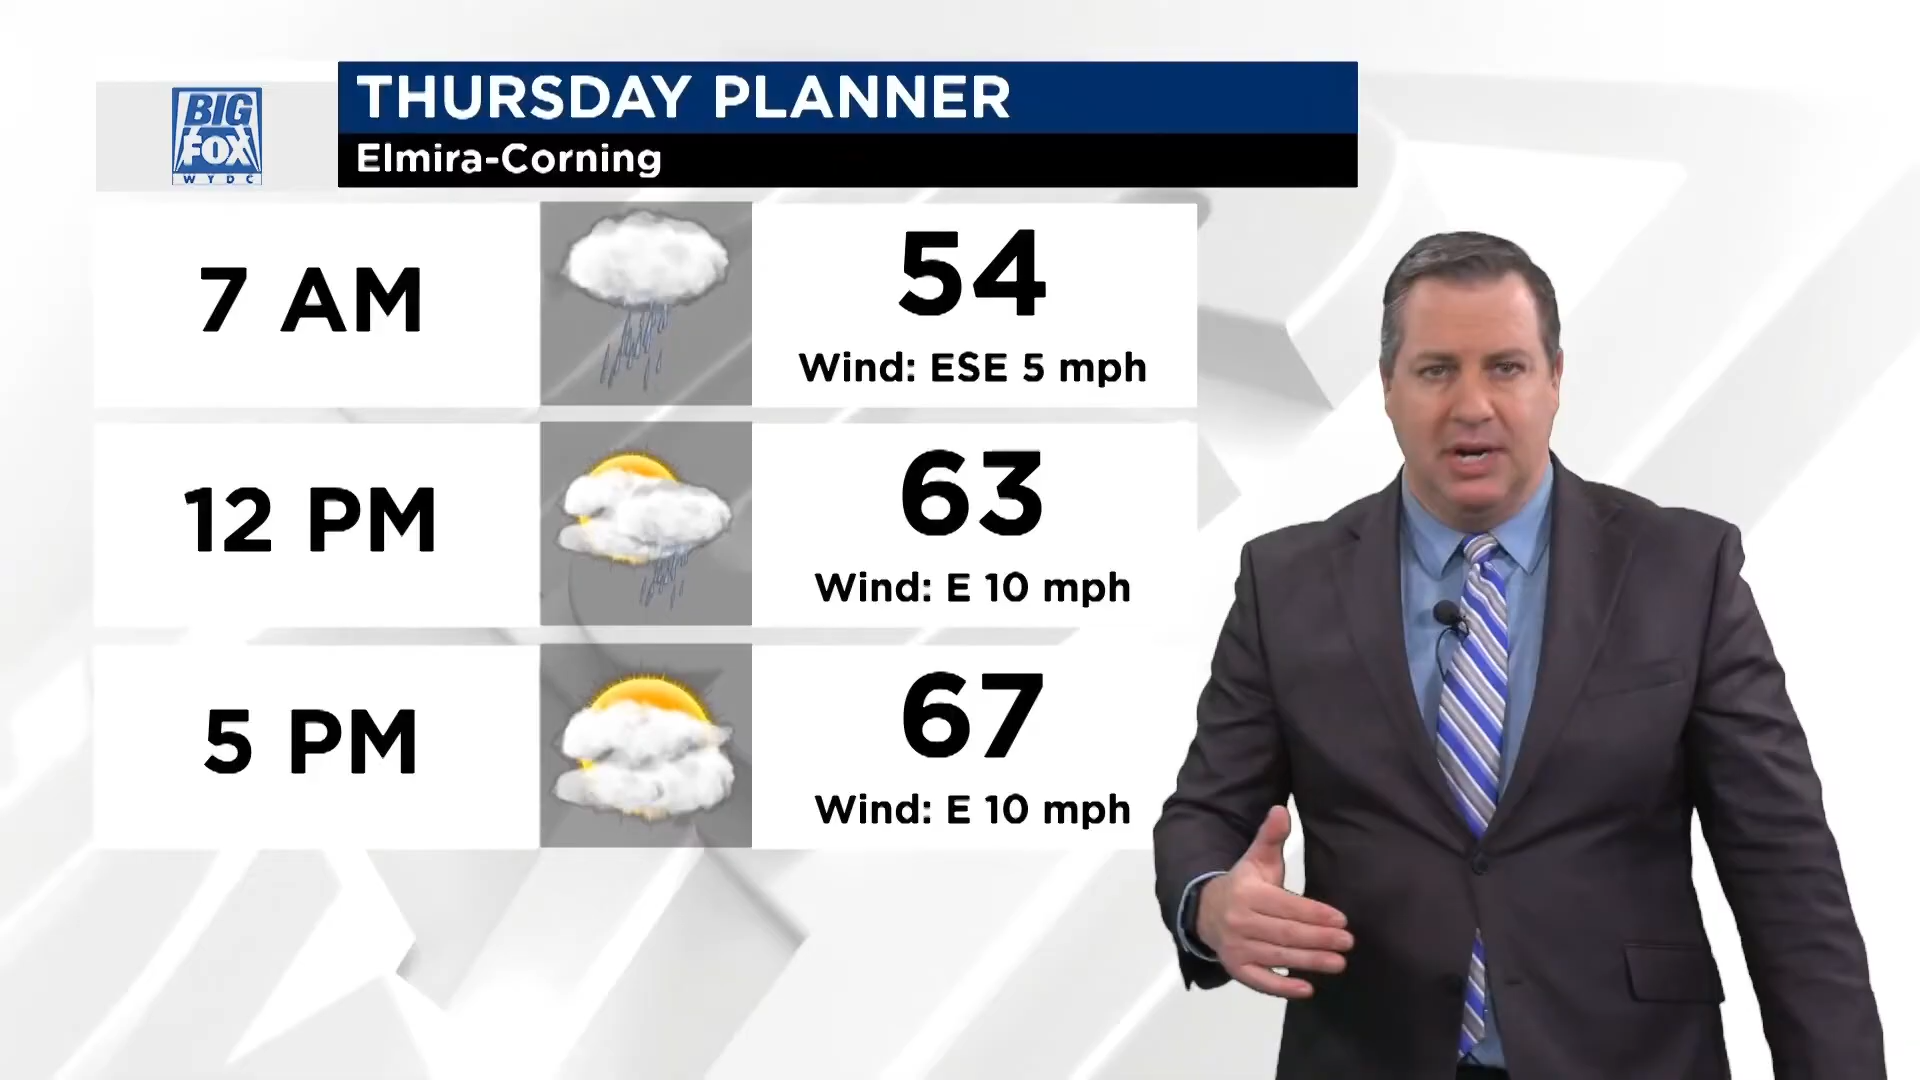 BIG
FOX
WYDC
THURSDAY PLANNER
Elmira-Corning
7 AM
54
Wind: ESE 5 mph
12 PM
63
Wind: E 10 mph
5 PM
67
Wind: E 10 mph